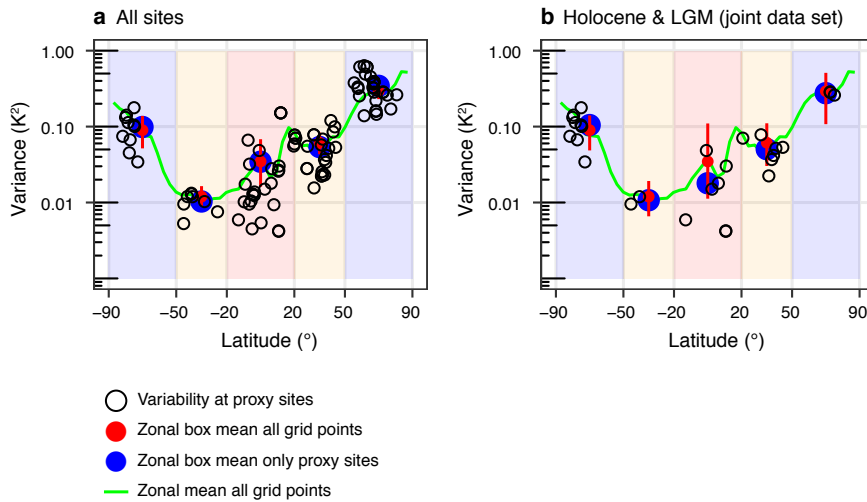 a All sites
1.00
0.10
0.01
Variance (K²)
−90 −50 −20 20 50 90
Latitude (°)
b Holocene & LGM (joint data set)
1.00
0.10
0.01
Variance (K²)
−90 −50 −20 20 50 90
Latitude (°)
Variability at proxy sites
Zonal box mean all grid points
Zonal box mean only proxy sites
Zonal mean all grid points